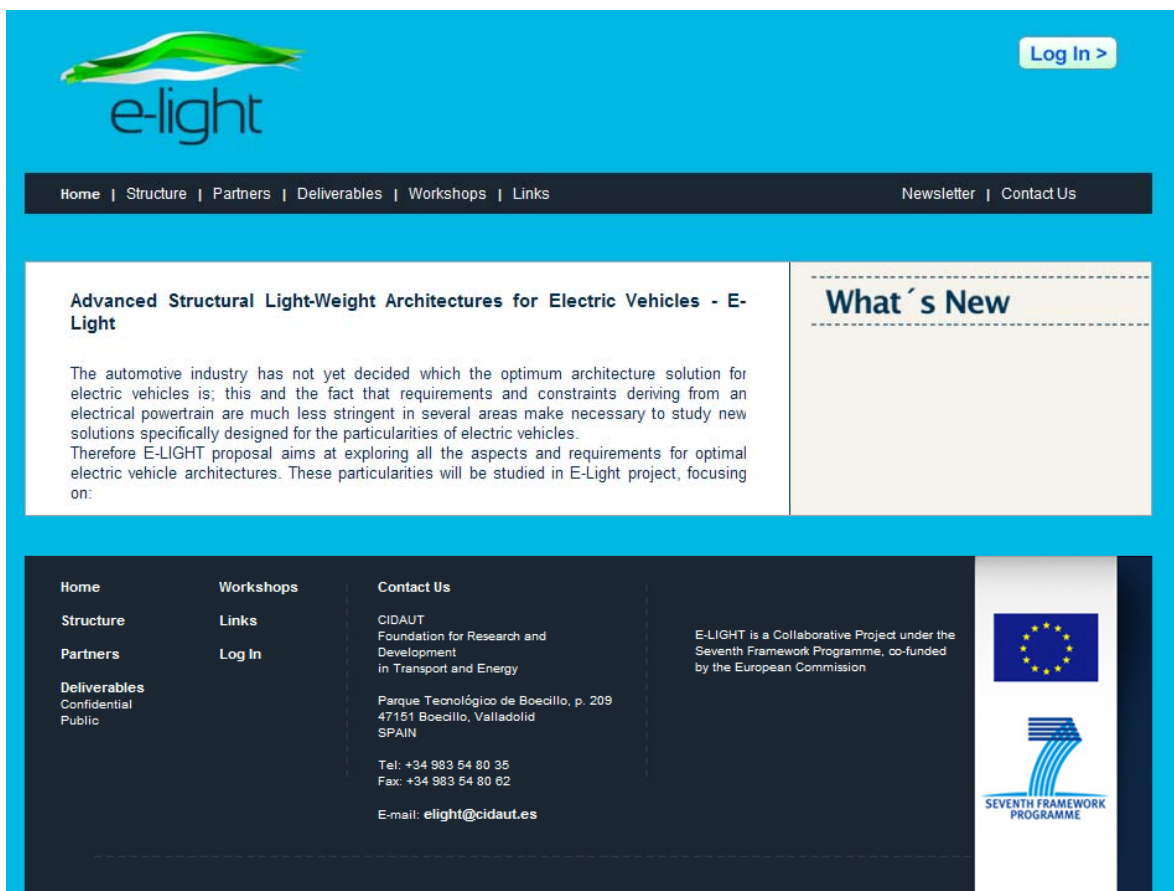 e-light
Log In >
Home | Structure | Partners | Deliverables | Workshops | Links
Newsletter | Contact Us
Advanced Structural Light-Weight Architectures for Electric Vehicles - E-
Light
The automotive industry has not yet decided which the optimum architecture solution for
electric vehicles is; this and the fact that requirements and constraints deriving from an
electrical powertrain are much less stringent in several areas make necessary to study new
solutions specifically designed for the particularities of electric vehicles.
Therefore E-LIGHT proposal aims at exploring all the aspects and requirements for optimal
electric vehicle architectures. These particularities will be studied in E-Light project, focusing
on:
What´s New
Home
Structure
Partners
Deliverables
Confidential
Public
Workshops
Links
Log In
Contact Us
CIDAUT
Foundation for Research and
Development
in Transport and Energy
Parque Tecnológico de Boecillo, p. 209
47151 Boecillo, Valladolid
SPAIN
Tel: +34 983 54 80 35
Fax: +34 983 54 80 62
E-mail: elight@cidaut.es
E-LIGHT is a Collaborative Project under the
Seventh Framework Programme, co-funded
by the European Commission
SEVENTH FRAMEWORK
PROGRAMME